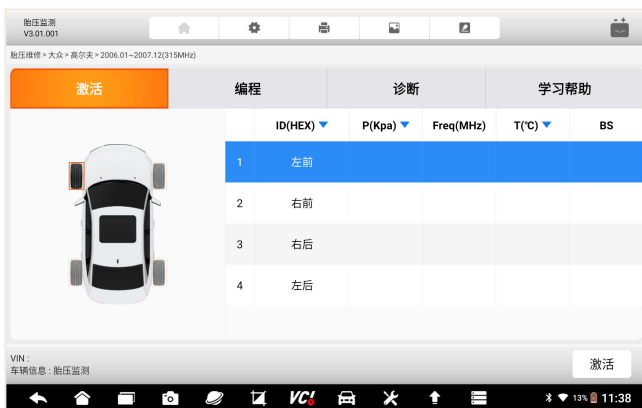 胎压监测
V3.01.001
胎压维修>大众>高尔夫>2006.01~2007.12(315MHz)
激活 编程 诊断 学习帮助
ID(HEX) P(Kpa) Freq(MHz) T(℃) BS
1 左前
2 右前
3 右后
4 左后
VIN :
车辆信息 : 胎压监测
激活
VC! 13% 11:38